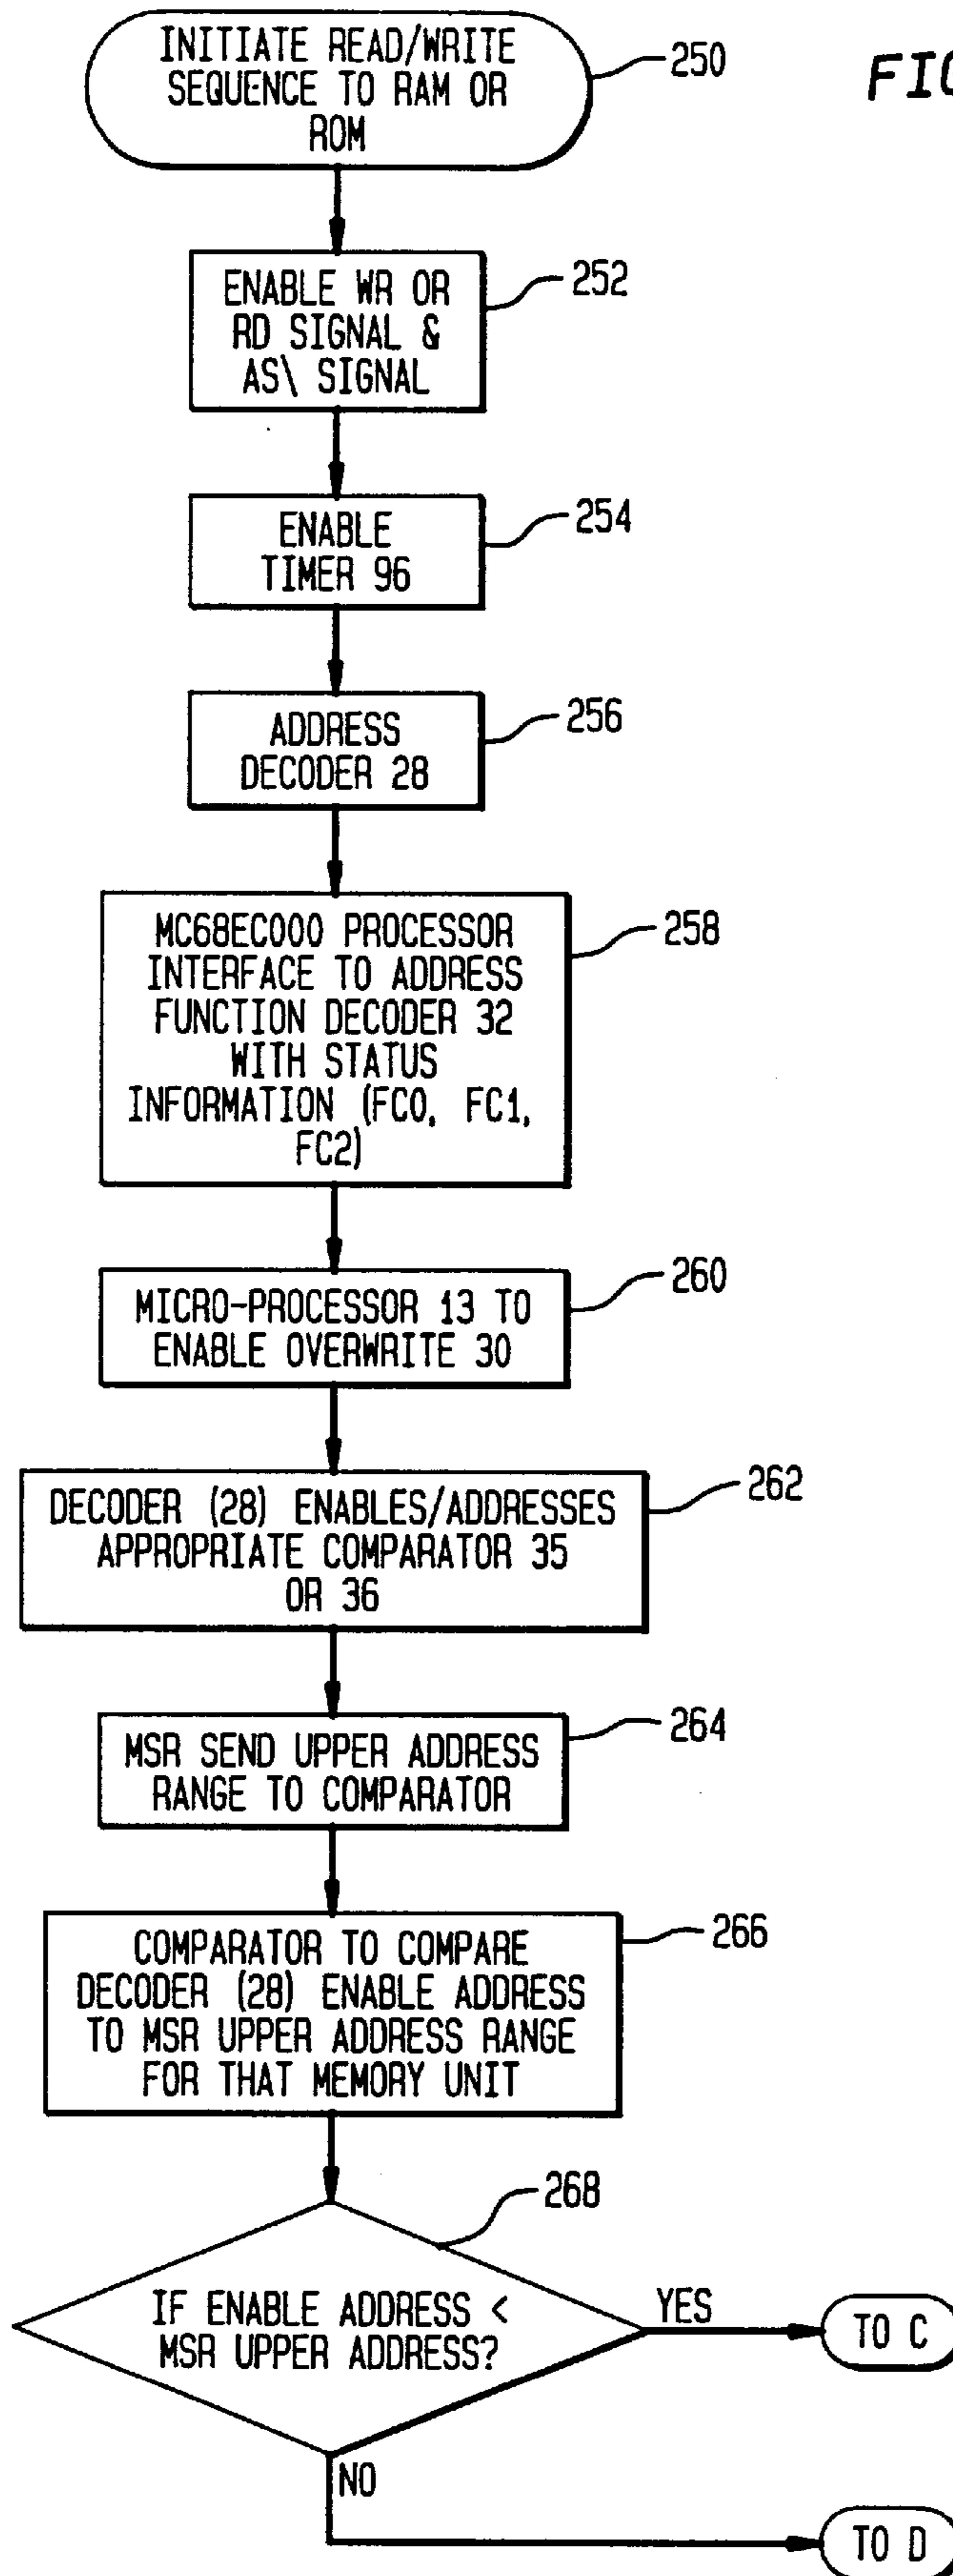 INITIATE READ/WRITE
SEQUENCE TO RAM OR
ROM
250
ENABLE WR OR
RD SIGNAL &
AS\ SIGNAL
252
ENABLE
TIMER 96
254
ADDRESS
DECODER 28
256
MC68EC000 PROCESSOR
INTERFACE TO ADDRESS
FUNCTION DECODER 32
WITH STATUS
INFORMATION (FC0, FC1,
FC2)
258
MICRO-PROCESSOR 13 TO
ENABLE OVERWRITE 30
260
DECODER (28) ENABLES/ADDRESSES
APPROPRIATE COMPARATOR 35
OR 36
262
MSR SEND UPPER ADDRESS
RANGE TO COMPARATOR
264
COMPARATOR TO COMPARE
DECODER (28) ENABLE ADDRESS
TO MSR UPPER ADDRESS RANGE
FOR THAT MEMORY UNIT
266
268
IF ENABLE ADDRESS <
MSR UPPER ADDRESS?
YES
TO C
NO
TO D